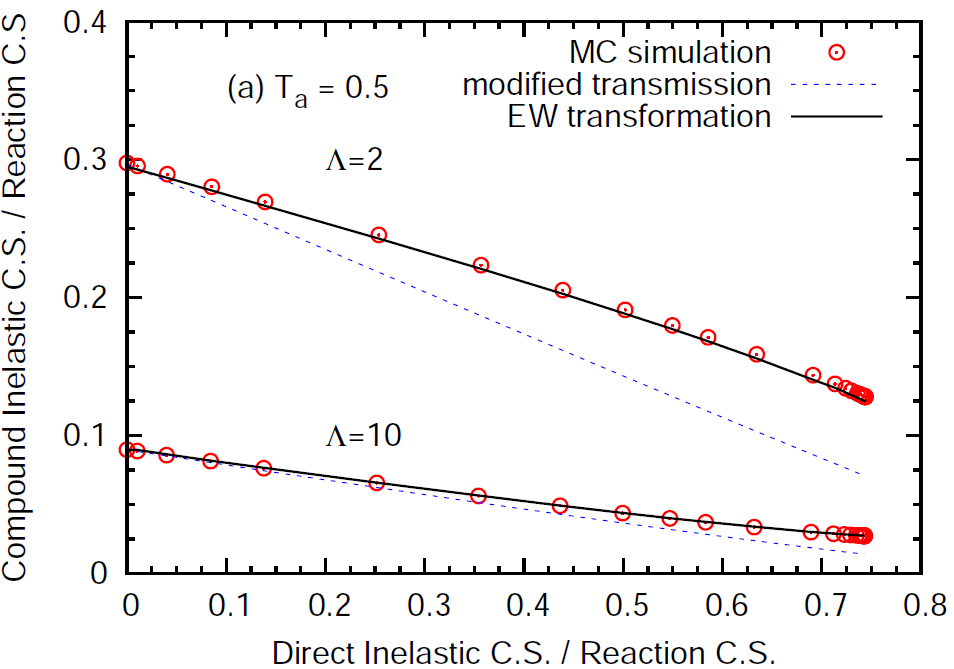 0.4
0.3
0.2
0.1
0
Compound Inelastic C.S. / Reaction C.S
MC simulation
modified transmission
EW transformation
(a) Tₐ = 0.5
Λ=2
Λ=10
0 0.1 0.2 0.3 0.4 0.5 0.6 0.7 0.8
Direct Inelastic C.S. / Reaction C.S.